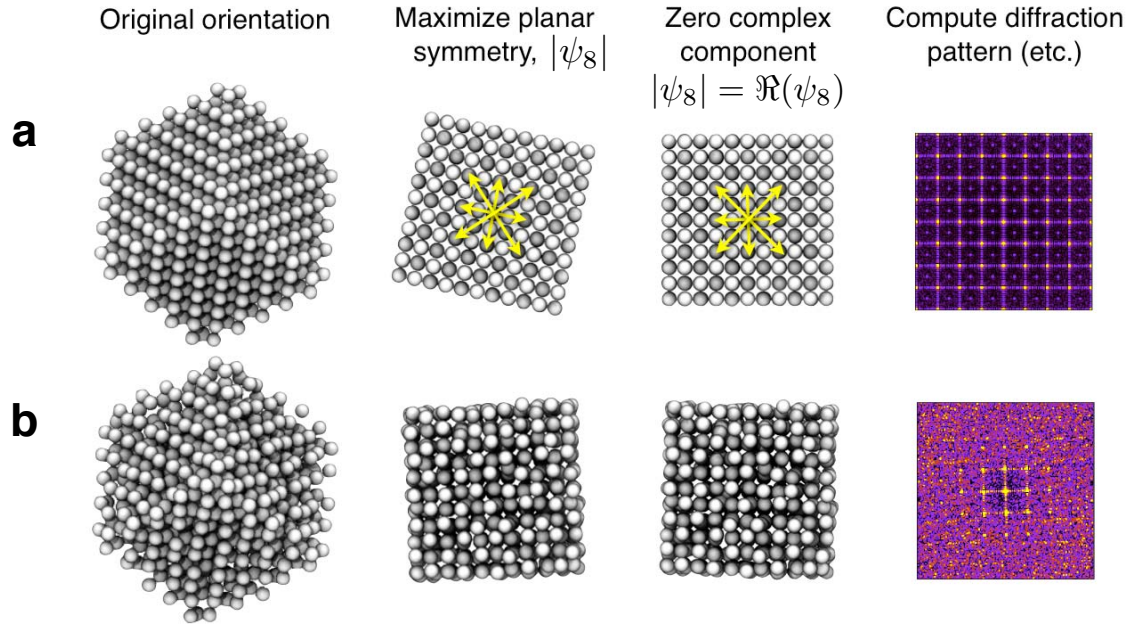 Original orientation
Maximize planar
symmetry, |ψ₈|
Zero complex
component
|ψ₈| = ℜ(ψ₈)
Compute diffraction
pattern (etc.)
a
b